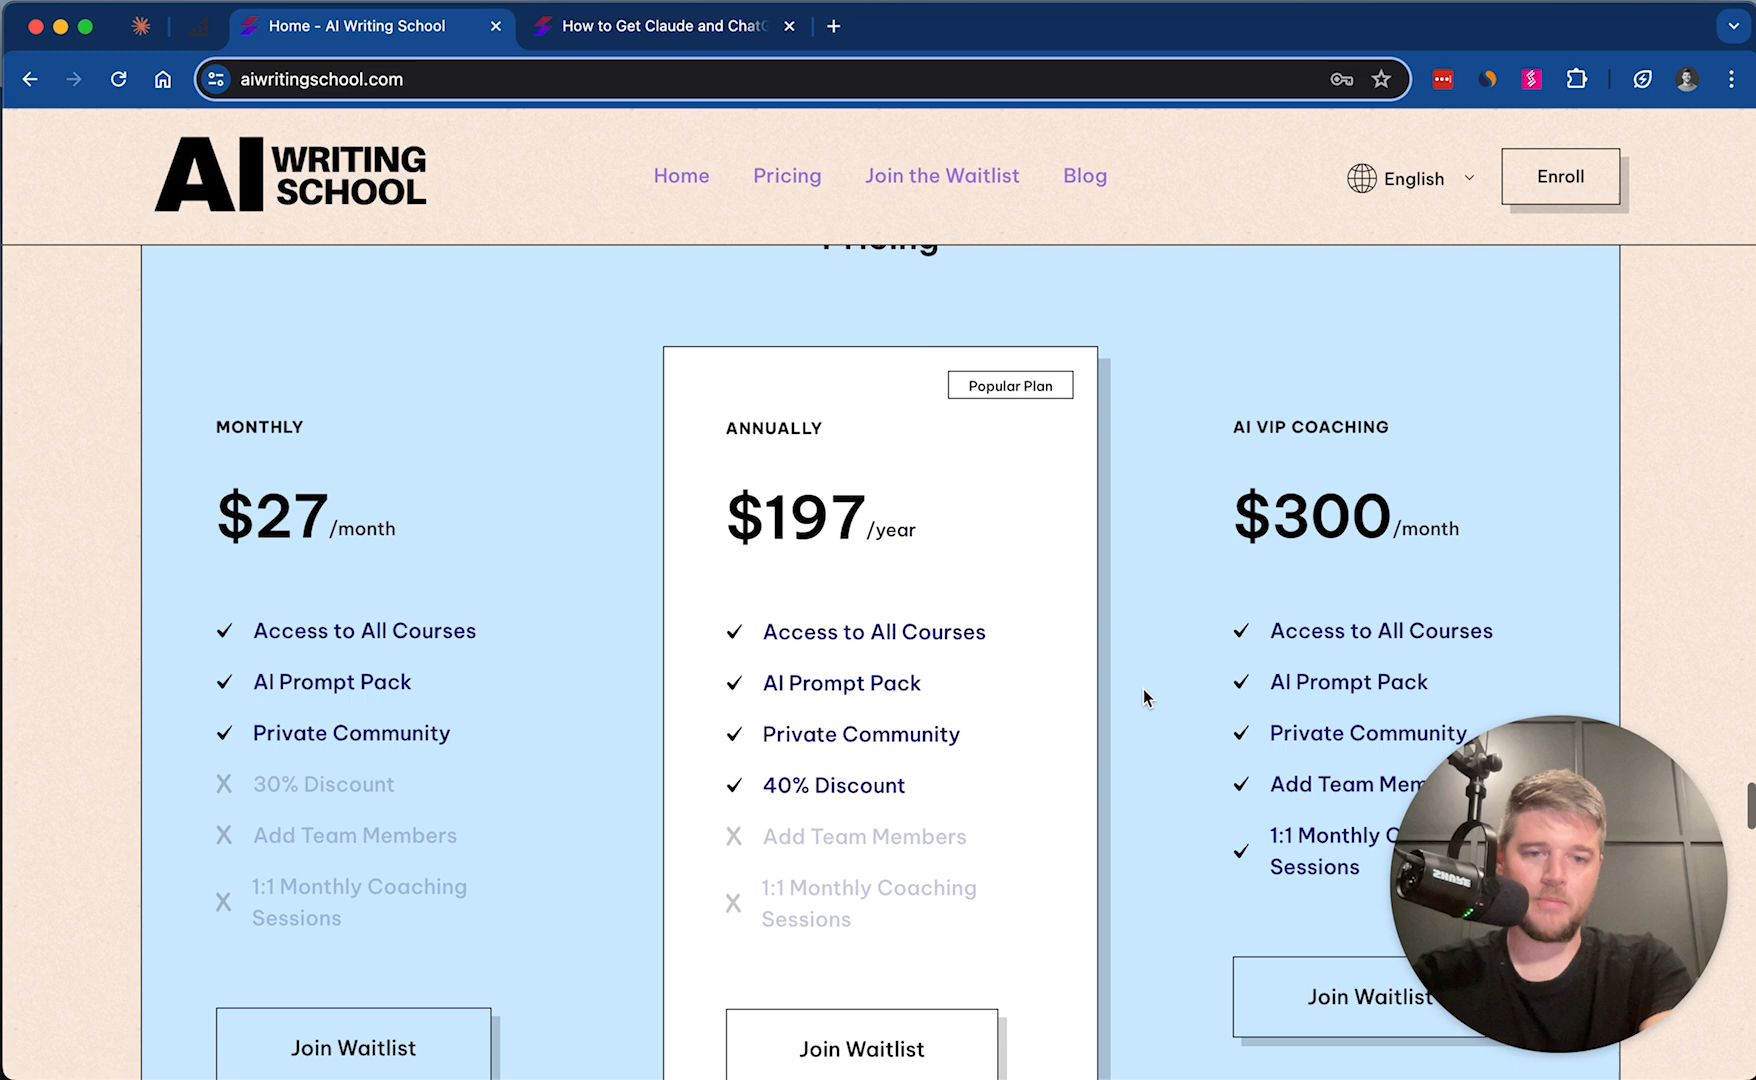 Home - AI Writing School
How to Get Claude and Chat
aiwritingschool.com
AI WRITING SCHOOL
Home
Pricing
Join the Waitlist
Blog
English
Enroll
Pricing
Popular Plan
MONTHLY
$27/month
Access to All Courses
AI Prompt Pack
Private Community
30% Discount
Add Team Members
1:1 Monthly Coaching
Sessions
Join Waitlist
ANNUALLY
$197/year
Access to All Courses
AI Prompt Pack
Private Community
40% Discount
Add Team Members
1:1 Monthly Coaching
Sessions
Join Waitlist
AI VIP COACHING
$300/month
Access to All Courses
AI Prompt Pack
Private Community
Add Team Mem
1:1 Monthly C
Sessions
Join Waitlist
SHURE